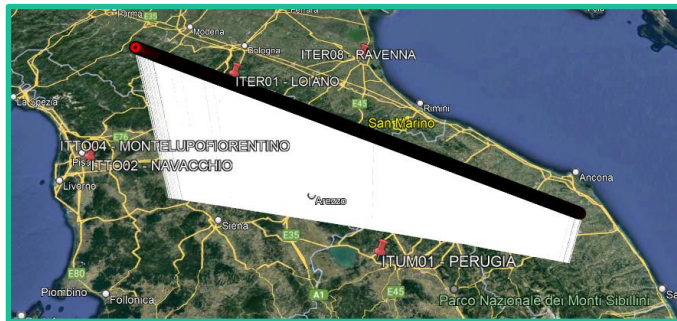 Parma
Ferrara
Modena
ITER08 - RAVENNA
Bologna
ITER01 - LOIANO
La Spezia
E45
Rimini
San Marino
E76
ITTO04 - MONTELUPOFIORENTINO
Pisa
ITTO02 - NAVACCHIO
Livorno
Ancona
Arezzo
Siena
E35
E45
ITUM01 - PERUGIA
E80
Piombino
Follonica
A1
E45
Parco Nazionale dei Monti Sibillini